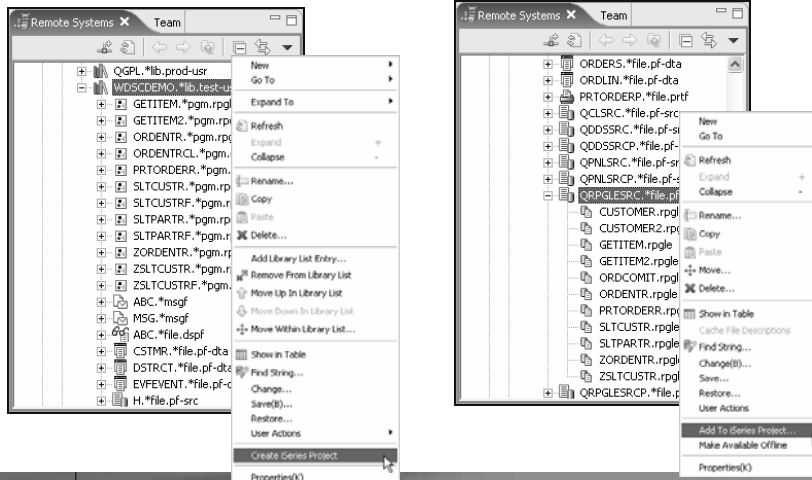 Remote Systems
Team
QGPL.*lib.prod-usr
WDSCDEMO.*lib.test-us
GETITEM.*pgm.rpgl
GETITEM2.*pgm.rp
ORDENTR.*pgm.rpg
ORDENTRCL.*pgm.
PRTORDERR.*pgm.
SLTCUSTR.*pgm.rp
SLTCUSTRF.*pgm.r
SLTPARTR.*pgm.rp
SLTPARTRF.*pgm.r
ZORDENTR.*pgm.rp
ZSLTCUSTR.*pgm.r
ZSLTCUSTRF.*pgm.
ABC.*msgf
MSG.*msgf
ABC.*file.dspf
CSTMR.*file.pf-dta
DSTRCT.*file.pf-dta
EVFEVENT.*file.pf-d
H.*file.pf-src
New
Go To
Expand To
Refresh
Expand +
Collapse -
Rename...
Copy
Paste
Delete...
Add Library List Entry...
Remove From Library List
Move Up In Library List
Move Down In Library List
Move Within Library List...
Show in Table
Find String...
Change...
Save(B)...
Restore...
User Actions
Create iSeries Project
Properties(K)
Remote Systems
Team
ORDERS.*file.pf-dta
ORDLIN.*file.pf-dta
PRTORDERP.*file.prtf
QCLSRC.*file.pf-src
QDDSSRC.*file.pf-sr
QDDSSRCP.*file.pf-
QPNLSRC.*file.pf-sr
QPNLSRCP.*file.pf-s
QRPGLESRC.*file.pf
CUSTOMER.rpgl
CUSTOMER2.rpg
GETITEM.rpgle
GETITEM2.rpgle
ORDCOMIT.rpgle
ORDENTR.rpgle
PRTORDERR.rpg
SLTCUSTR.rpgle
SLTPARTR.rpgle
ZORDENTR.rpgle
ZSLTCUSTR.rpgl
QRPGLESRCP.*file.p
New
Go To
Refresh
Expand +
Collapse -
Rename...
Copy
Paste
Move...
Delete...
Show in Table
Cache File Descriptions
Find String...
Change(B)...
Save...
Restore...
User Actions
Add To iSeries Project...
Make Available Offline
Properties(K)